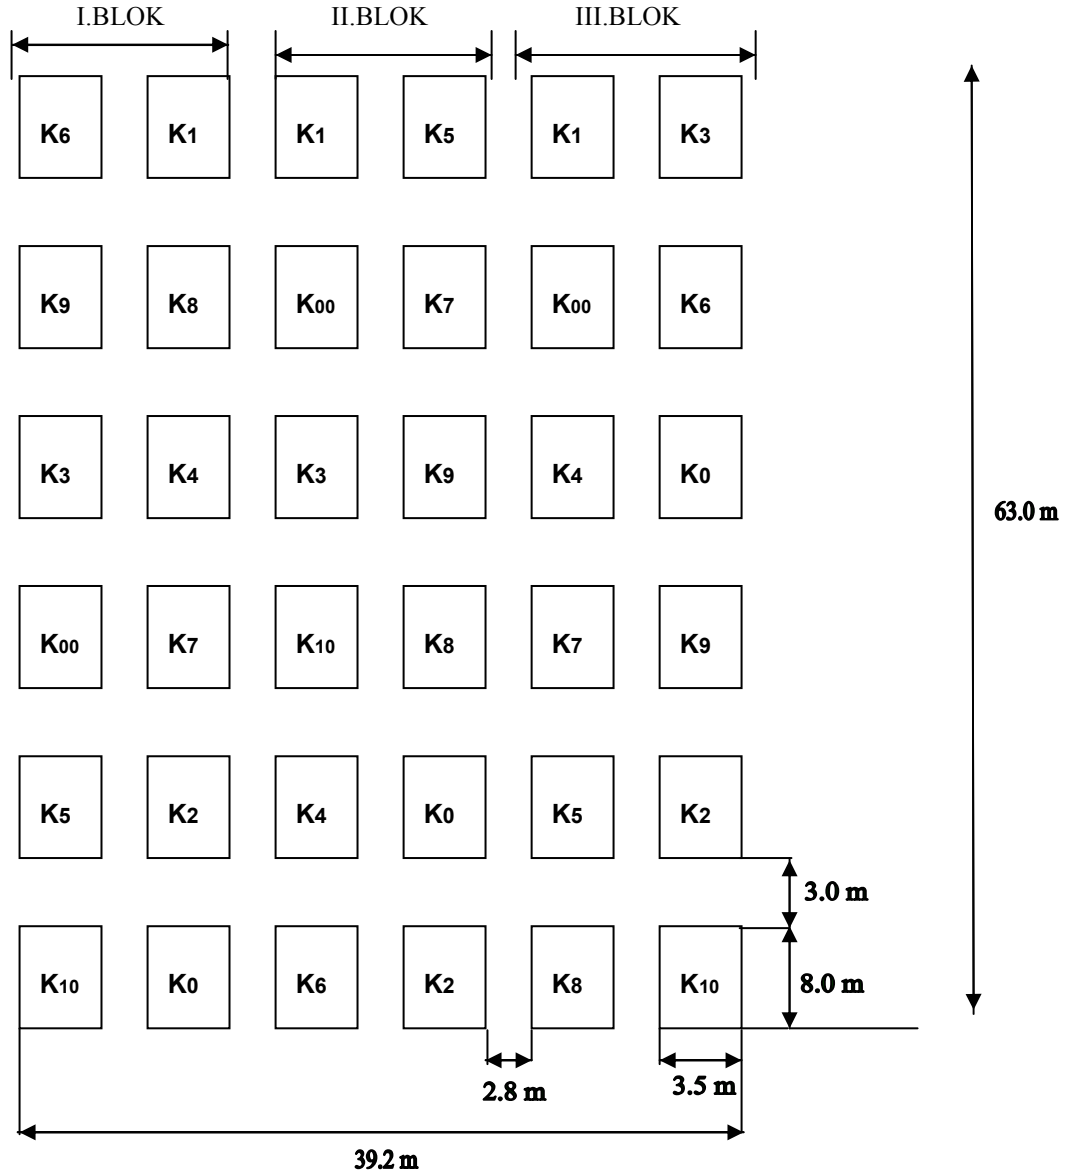 I.BLOK II.BLOK III.BLOK
K6 K1 K1 K5 K1 K3
K9 K8 K00 K7 K00 K6
K3 K4 K3 K9 K4 K0
63.0 m
K00 K7 K10 K8 K7 K9
K5 K2 K4 K0 K5 K2
3.0 m
K10 K0 K6 K2 K8 K10
8.0 m
2.8 m 3.5 m
39.2 m